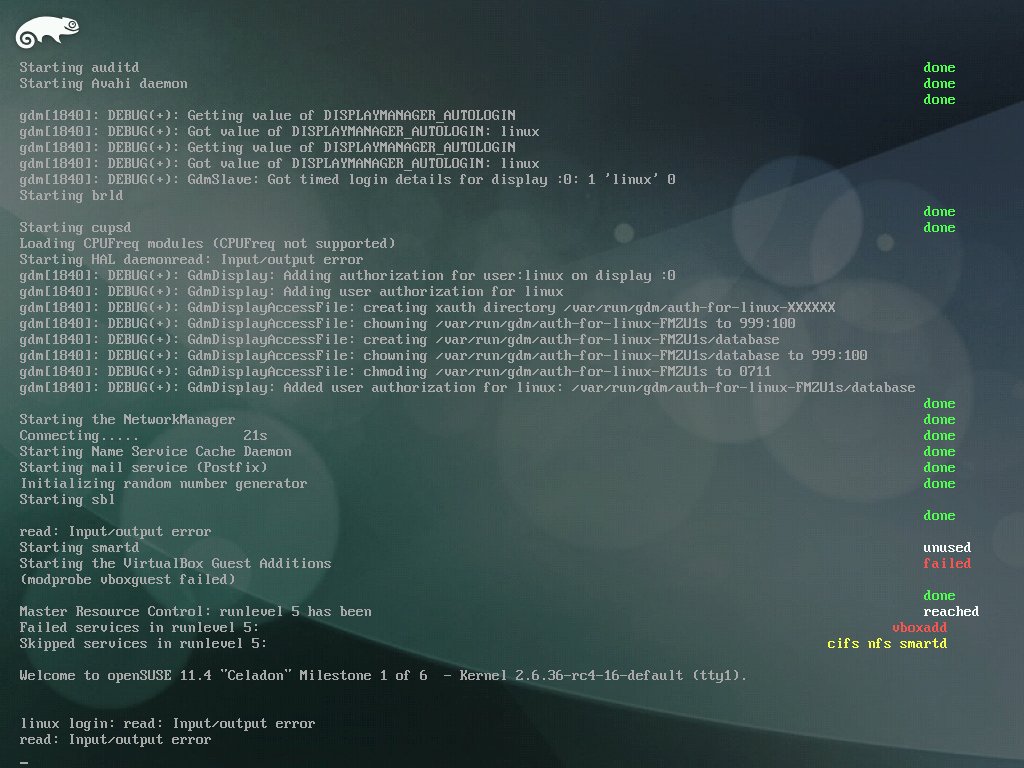 Starting auditd done
Starting Avahi daemon done
done
gdm[1840]: DEBUG(+): Getting value of DISPLAYMANAGER_AUTOLOGIN
gdm[1840]: DEBUG(+): Got value of DISPLAYMANAGER_AUTOLOGIN: linux
gdm[1840]: DEBUG(+): Getting value of DISPLAYMANAGER_AUTOLOGIN
gdm[1840]: DEBUG(+): Got value of DISPLAYMANAGER_AUTOLOGIN: linux
gdm[1840]: DEBUG(+): GdmSlave: Got timed login details for display :0: 1 'linux' 0
Starting brld
done
Starting cupsd done
Loading CPUFreq modules (CPUFreq not supported)
Starting HAL daemonread: Input/output error
gdm[1840]: DEBUG(+): GdmDisplay: Adding authorization for user:linux on display :0
gdm[1840]: DEBUG(+): GdmDisplay: Adding user authorization for linux
gdm[1840]: DEBUG(+): GdmDisplayAccessFile: creating xauth directory /var/run/gdm/auth-for-linux-XXXXXX
gdm[1840]: DEBUG(+): GdmDisplayAccessFile: chowning /var/run/gdm/auth-for-linux-FMZU1s to 999:100
gdm[1840]: DEBUG(+): GdmDisplayAccessFile: creating /var/run/gdm/auth-for-linux-FMZU1s/database
gdm[1840]: DEBUG(+): GdmDisplayAccessFile: chowning /var/run/gdm/auth-for-linux-FMZU1s/database to 999:100
gdm[1840]: DEBUG(+): GdmDisplayAccessFile: chmoding /var/run/gdm/auth-for-linux-FMZU1s to 0711
gdm[1840]: DEBUG(+): GdmDisplay: Added user authorization for linux: /var/run/gdm/auth-for-linux-FMZU1s/database
done
Starting the NetworkManager done
Connecting..... 21s done
Starting Name Service Cache Daemon done
Starting mail service (Postfix) done
Initializing random number generator done
Starting sbl
done
read: Input/output error
Starting smartd unused
Starting the VirtualBox Guest Additions failed
(modprobe vboxguest failed)
done
Master Resource Control: runlevel 5 has been reached
Failed services in runlevel 5: vboxadd
Skipped services in runlevel 5: cifs nfs smartd
Welcome to openSUSE 11.4 "Celadon" Milestone 1 of 6  - Kernel 2.6.36-rc4-16-default (tty1).
linux login: read: Input/output error
read: Input/output error
_